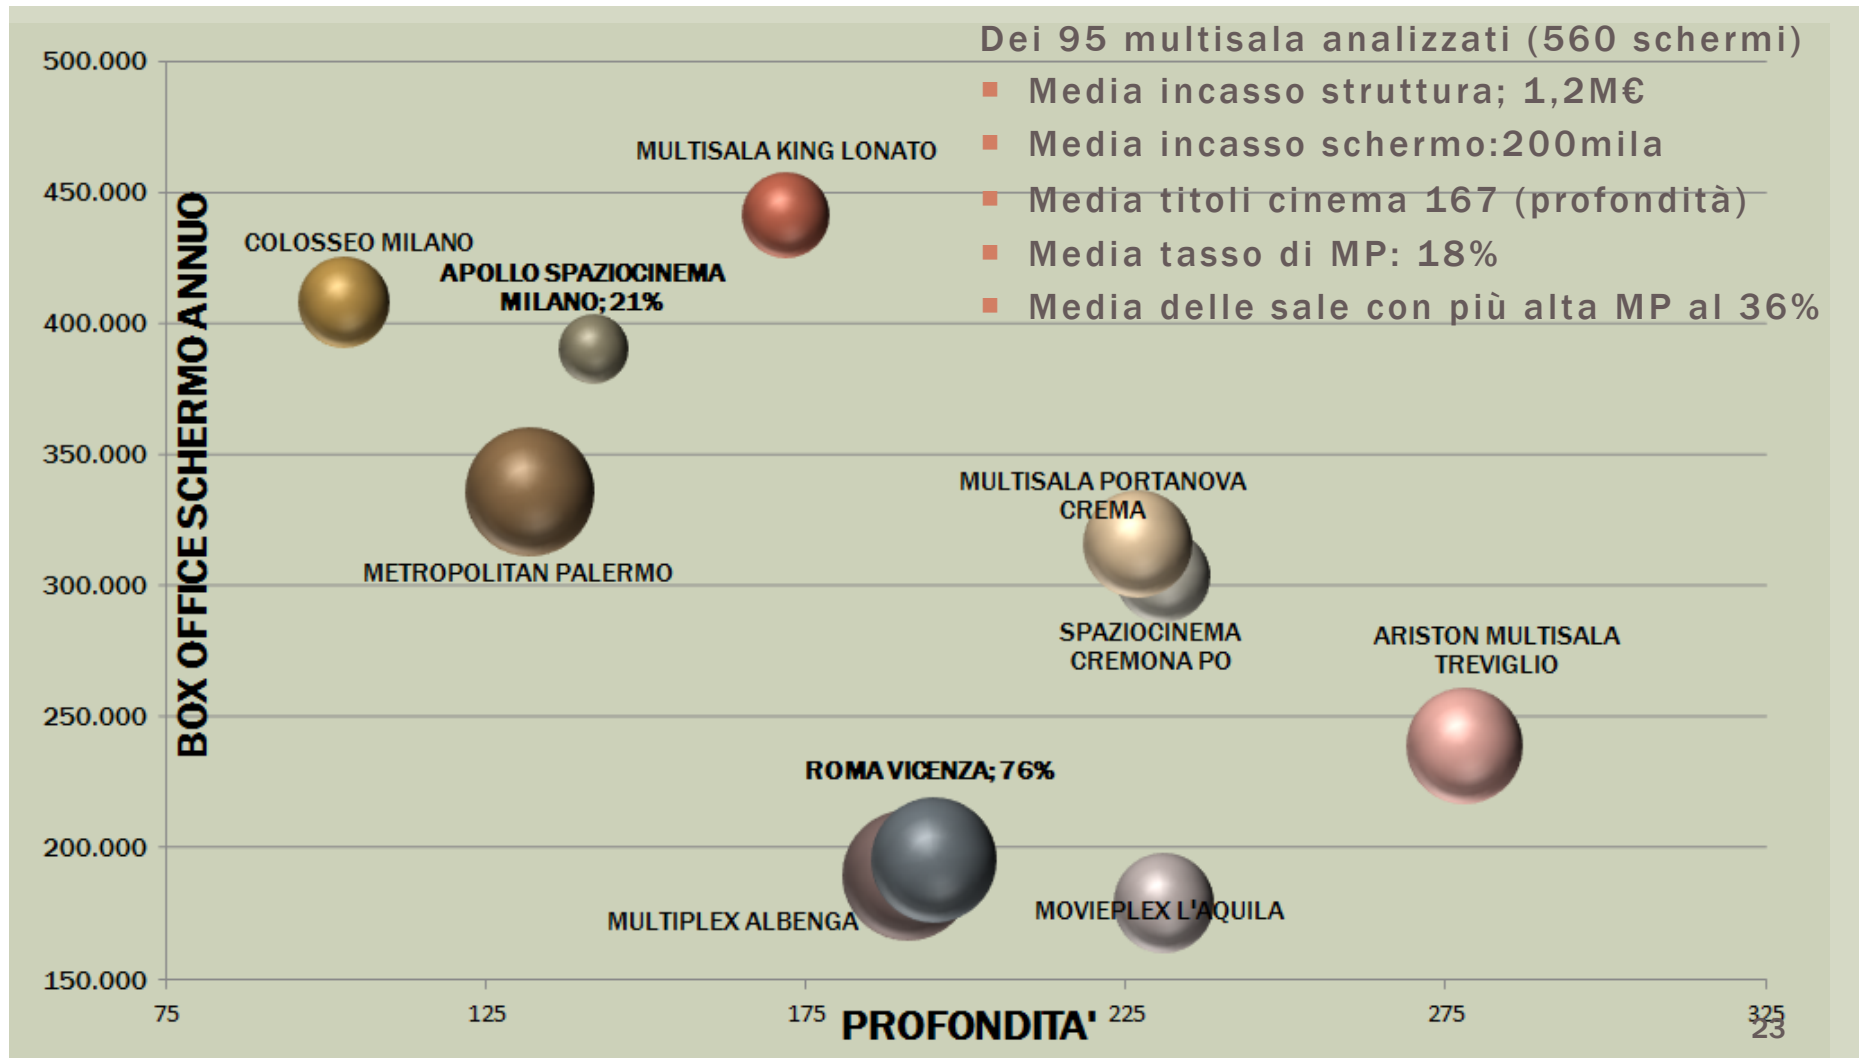 Dei 95 multisala analizzati (560 schermi)
Media incasso struttura; 1,2M€
Media incasso schermo:200mila
Media titoli cinema 167 (profondità)
Media tasso di MP: 18%
Media delle sale con più alta MP al 36%
500.000
450.000
400.000
350.000
300.000
250.000
200.000
150.000
BOX OFFICE SCHERMO ANNUO
MULTISALA KING LONATO
COLOSSEO MILANO
APOLLO SPAZIOCINEMA
MILANO; 21%
METROPOLITAN PALERMO
MULTISALA PORTANOVA
CREMA
SPAZIOCINEMA
CREMONA PO
ARISTON MULTISALA
TREVIGLIO
ROMA VICENZA; 76%
MULTIPLEX ALBENGA
MOVIEPLEX L'AQUILA
75
125
175
225
275
325
PROFONDITA'
23